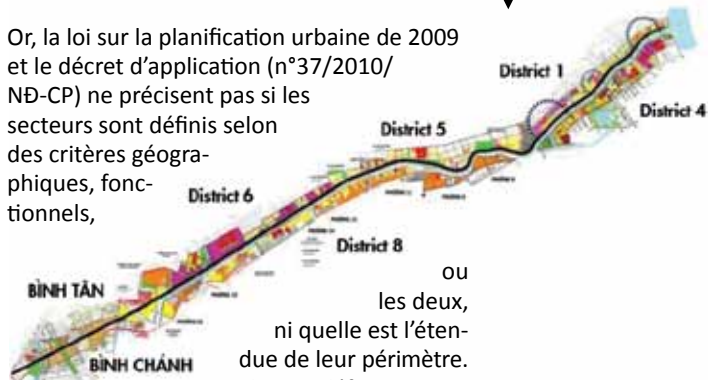 Or, la loi sur la planification urbaine de 2009
et le décret d'application (n°37/2010/
NĐ-CP) ne précisent pas si les
secteurs sont définis selon
des critères géogra-
phiques, fonc-
tionnels,
ou
les deux,
ni quelle est l'éten-
due de leur périmètre.
District 1
District 4
District 5
District 6
District 8
BÌNH TÂN
BÌNH CHÁNH